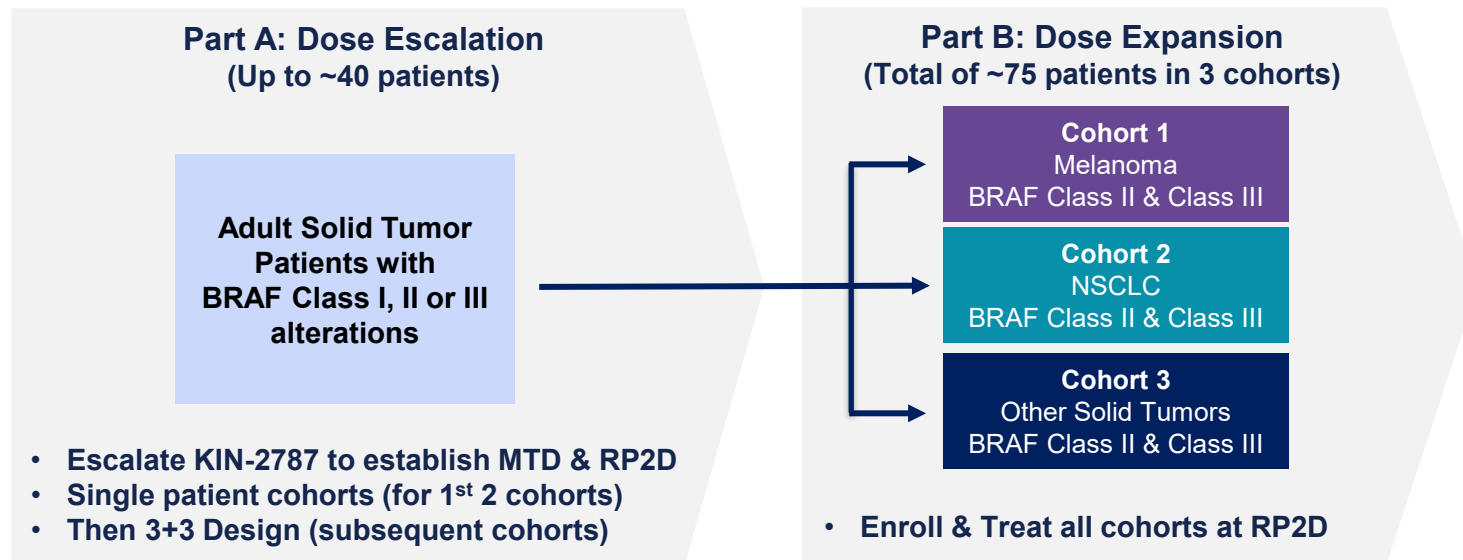 Part A: Dose Escalation
(Up to ~40 patients)
Adult Solid Tumor
Patients with
BRAF Class I, II or III
alterations
• Escalate KIN-2787 to establish MTD & RP2D
• Single patient cohorts (for 1st 2 cohorts)
• Then 3+3 Design (subsequent cohorts)
Part B: Dose Expansion
(Total of ~75 patients in 3 cohorts)
Cohort 1
Melanoma
BRAF Class II & Class III
Cohort 2
NSCLC
BRAF Class II & Class III
Cohort 3
Other Solid Tumors
BRAF Class II & Class III
• Enroll & Treat all cohorts at RP2D